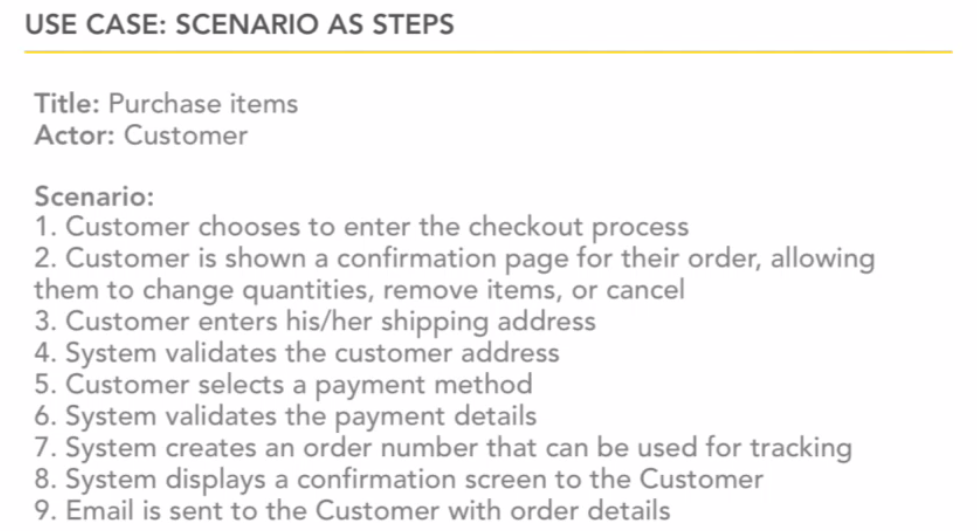 USE CASE: SCENARIO AS STEPS
Title: Purchase items
Actor: Customer
Scenario:
1. Customer chooses to enter the checkout process
2. Customer is shown a confirmation page for their order, allowing
them to change quantities, remove items, or cancel
3. Customer enters his/her shipping address
4. System validates the customer address
5. Customer selects a payment method
6. System validates the payment details
7. System creates an order number that can be used for tracking
8. System displays a confirmation screen to the Customer
9. Email is sent to the Customer with order details